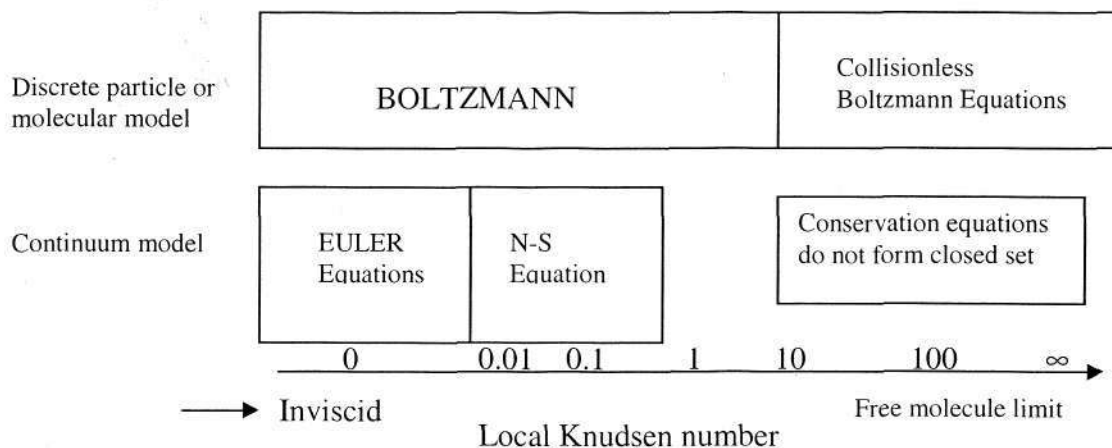 Discrete particle or
molecular model
BOLTZMANN
Collisionless
Boltzmann Equations
Continuum model
EULER
Equations
N-S
Equation
Conservation equations
do not form closed set
0 0.01 0.1 1 10 100 ∞
Inviscid
Free molecule limit
Local Knudsen number